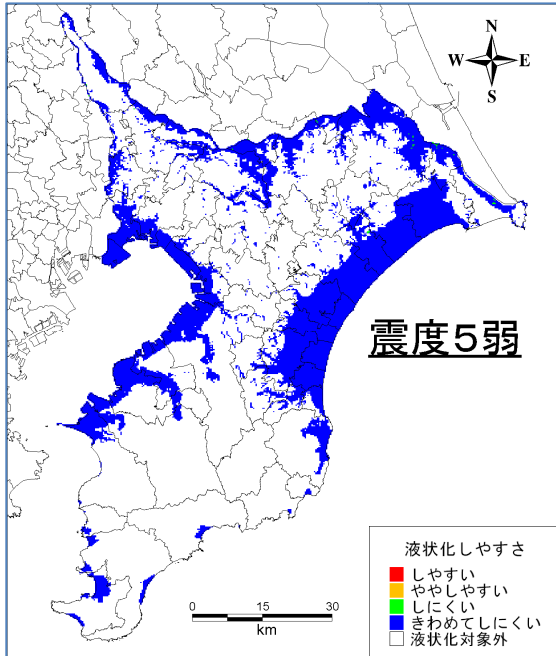 N
W E
S
震度5弱
液状化しやすさ
しやすい
ややしやすい
しにくい
きわめてしにくい
液状化対象外
0 15 30
km